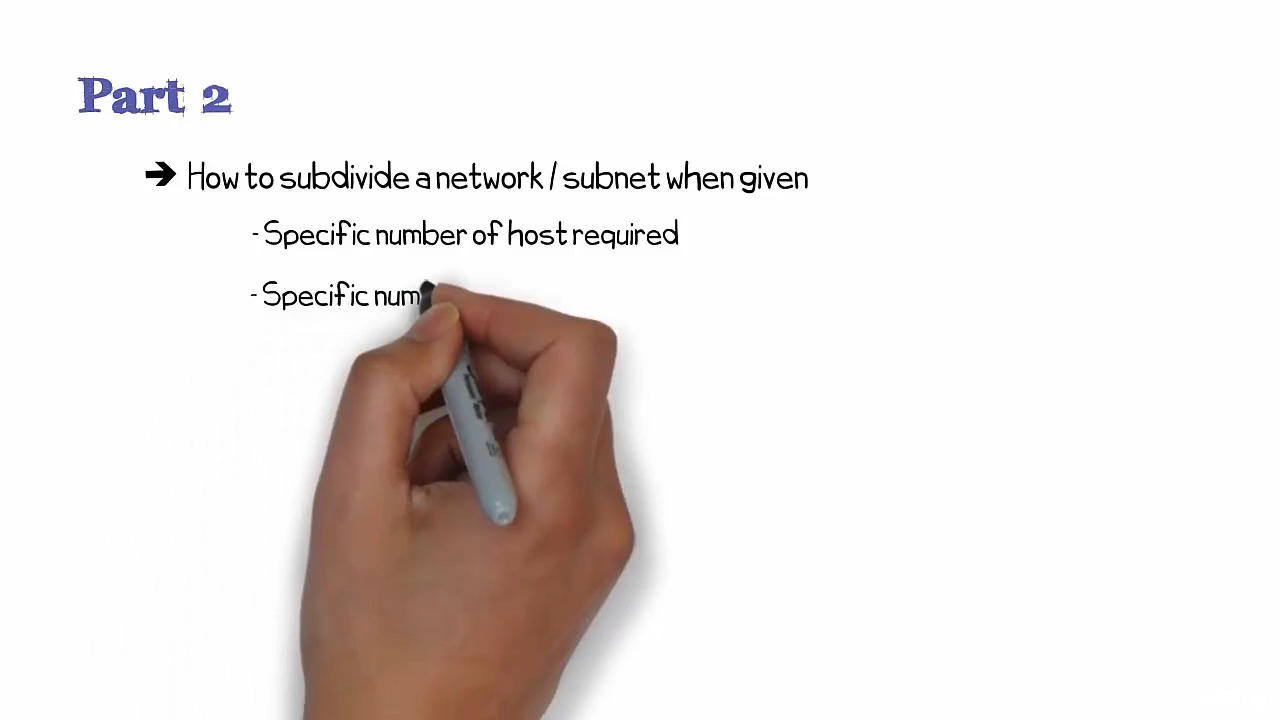 Part 2
➔ How to subdivide a network / subnet when given
- Specific number of host required
- Specific num